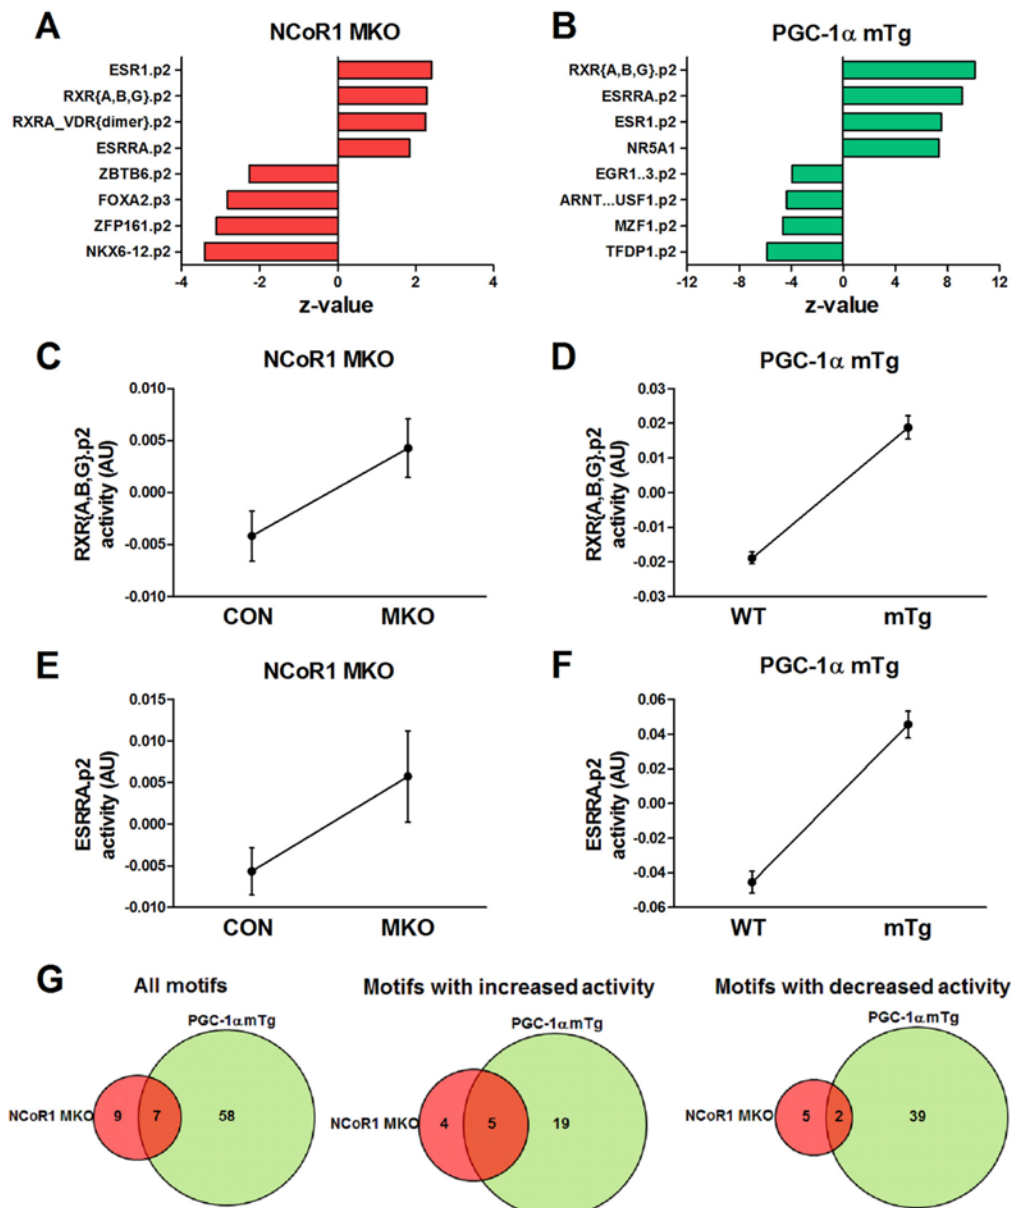 A
NCoR1 MKO
ESR1.p2
RXR{A,B,G}.p2
RXRA_VDR{dimer}.p2
ESRRA.p2
ZBTB6.p2
FOXA2.p3
ZFP161.p2
NKX6-12.p2
-4
-2
0
2
4
z-value
B
PGC-1α mTg
RXR{A,B,G}.p2
ESRRA.p2
ESR1.p2
NR5A1
EGR1..3.p2
ARNT...USF1.p2
MZF1.p2
TFDP1.p2
-12
-8
-4
0
4
8
12
z-value
C
NCoR1 MKO
RXR{A,B,G}.p2
activity (AU)
0.010
0.005
0.000
-0.005
-0.010
CON
MKO
D
PGC-1α mTg
RXR{A,B,G}.p2
activity (AU)
0.03
0.02
0.01
0.00
-0.01
-0.02
-0.03
WT
mTg
E
NCoR1 MKO
ESRRA.p2
activity (AU)
0.015
0.010
0.005
0.000
-0.005
-0.010
CON
MKO
F
PGC-1α mTg
ESRRA.p2
activity (AU)
0.06
0.04
0.02
0.00
-0.02
-0.04
-0.06
WT
mTg
G
All motifs
PGC-1αmTg
NCoR1 MKO
9
7
58
Motifs with increased activity
PGC-1αmTg
NCoR1 MKO
4
5
19
Motifs with decreased activity
PGC-1αmTg
NCoR1 MKO
5
2
39